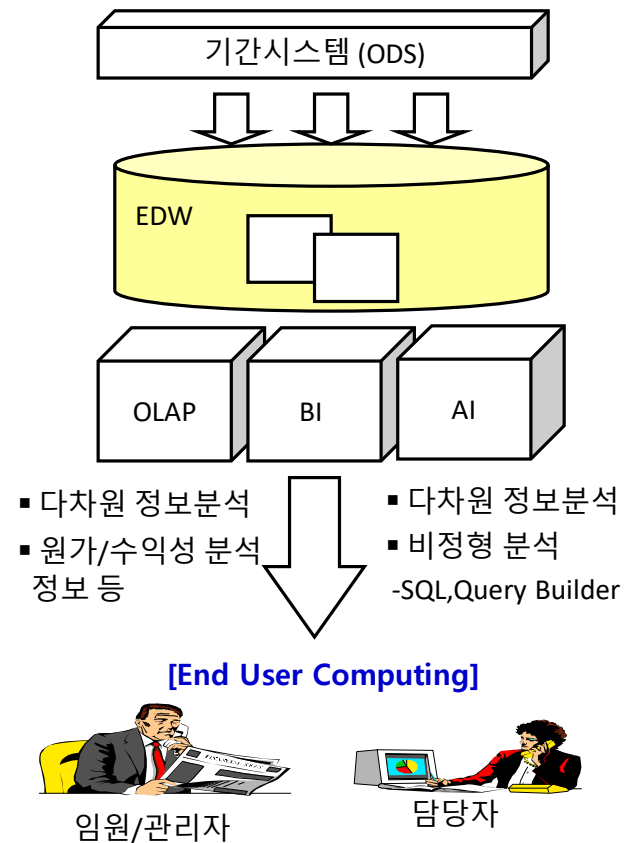 기간시스템 (ODS)
EDW
OLAP
BI
AI
▪ 다차원 정보분석
▪ 원가/수익성 분석
정보 등
▪ 다차원 정보분석
▪ 비정형 분석
-SQL,Query Builder
[End User Computing]
임원/관리자
담당자